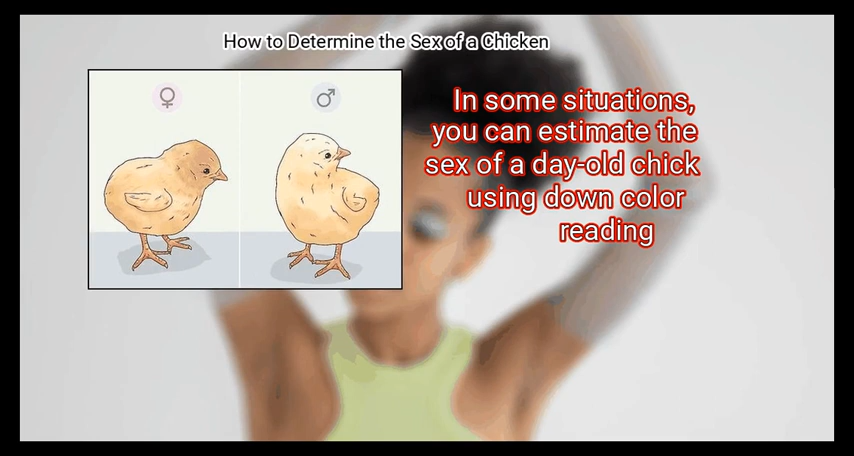 How to Determine the Sex of a Chicken
In some situations,
you can estimate the
sex of a day-old chick
using down color
reading